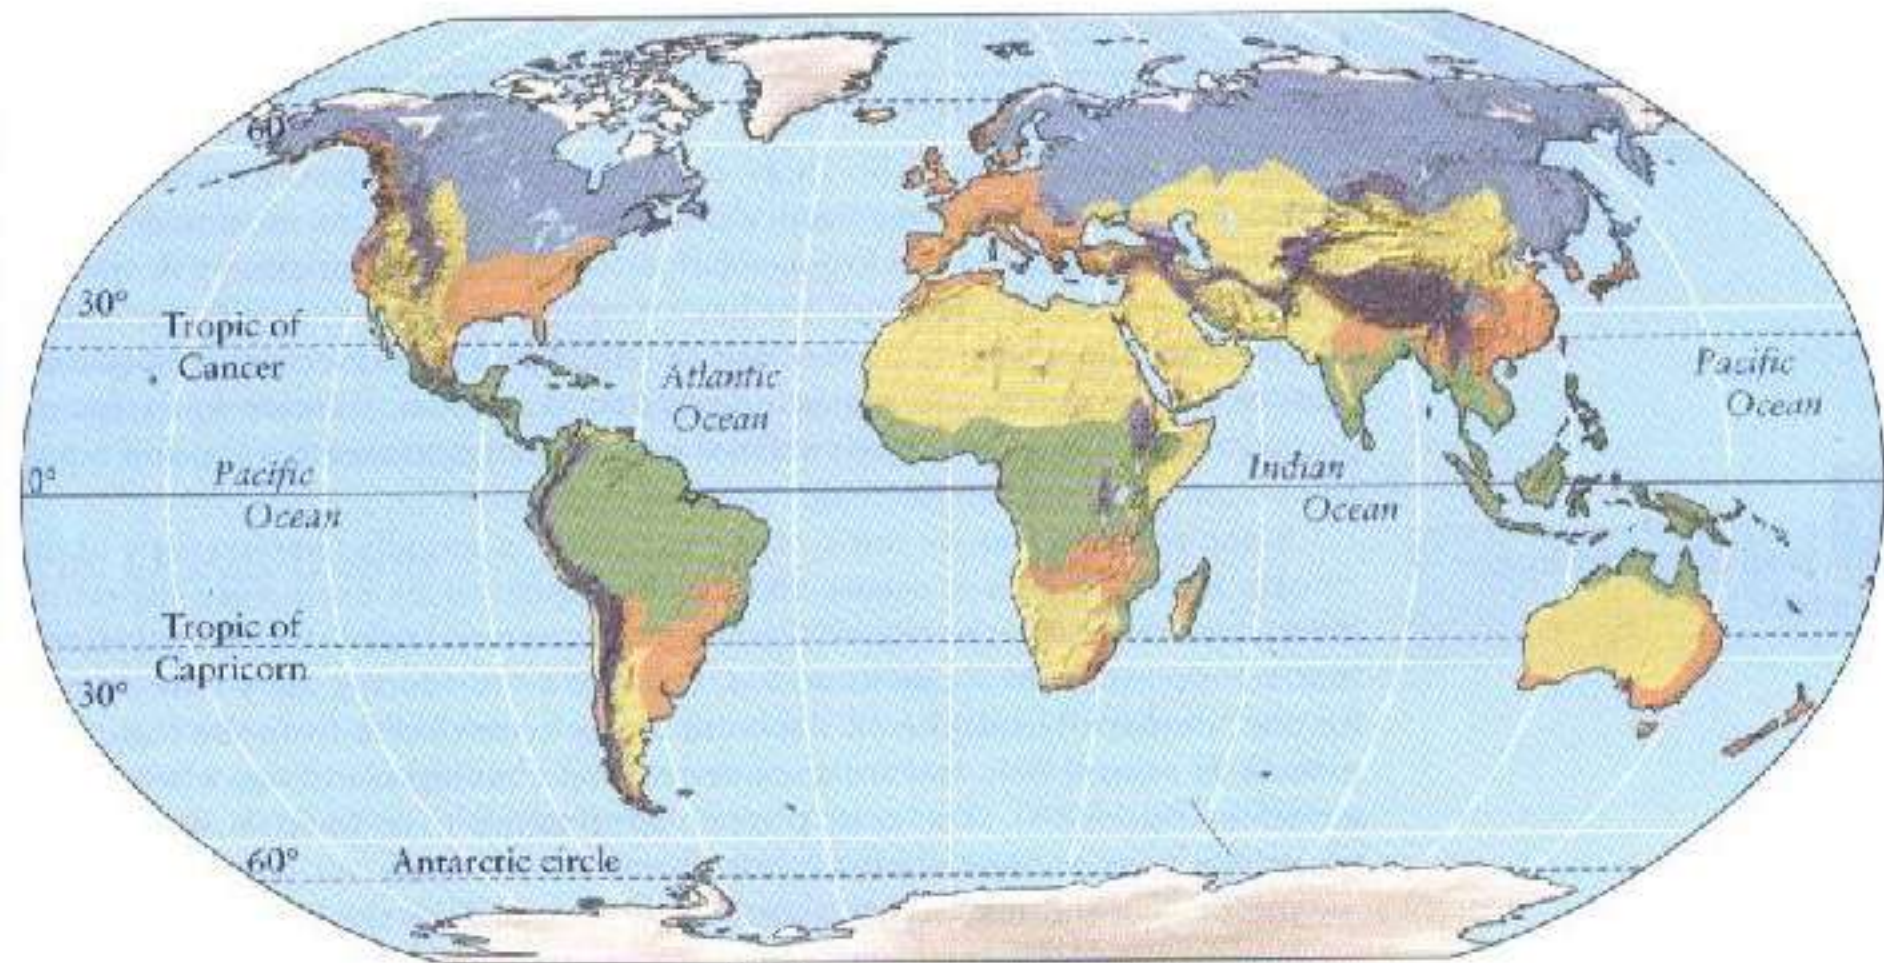 60°
30°
Tropic of
Cancer
Atlantic
Ocean
Pacific
Ocean
0°
Pacific
Ocean
Indian
Ocean
Tropic of
Capricorn
30°
60°
Antarctic circle